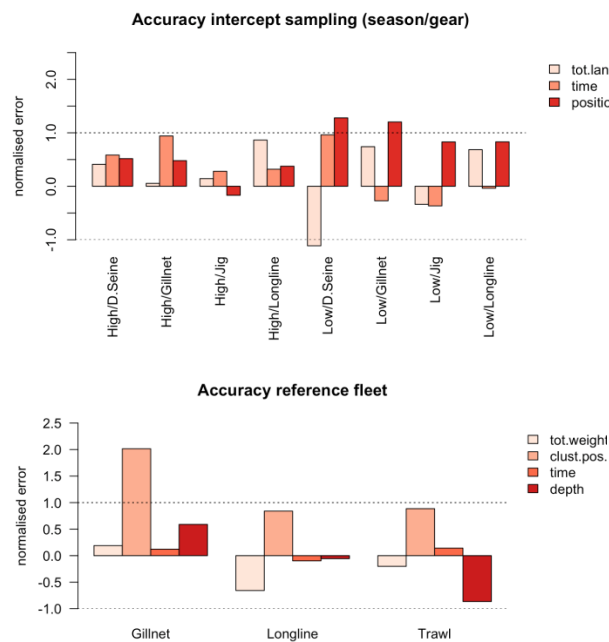 Accuracy intercept sampling (season/gear)
normalised error
2.0
1.0
0.0
-1.0
tot.lan
time
positio
High/D.Seine
High/Gillnet
High/Jig
High/Longline
Low/D.Seine
Low/Gillnet
Low/Jig
Low/Longline
Accuracy reference fleet
normalised error
2.5
2.0
1.5
1.0
0.5
0.0
-0.5
-1.0
tot.weight
clust.pos.
time
depth
Gillnet Longline Trawl